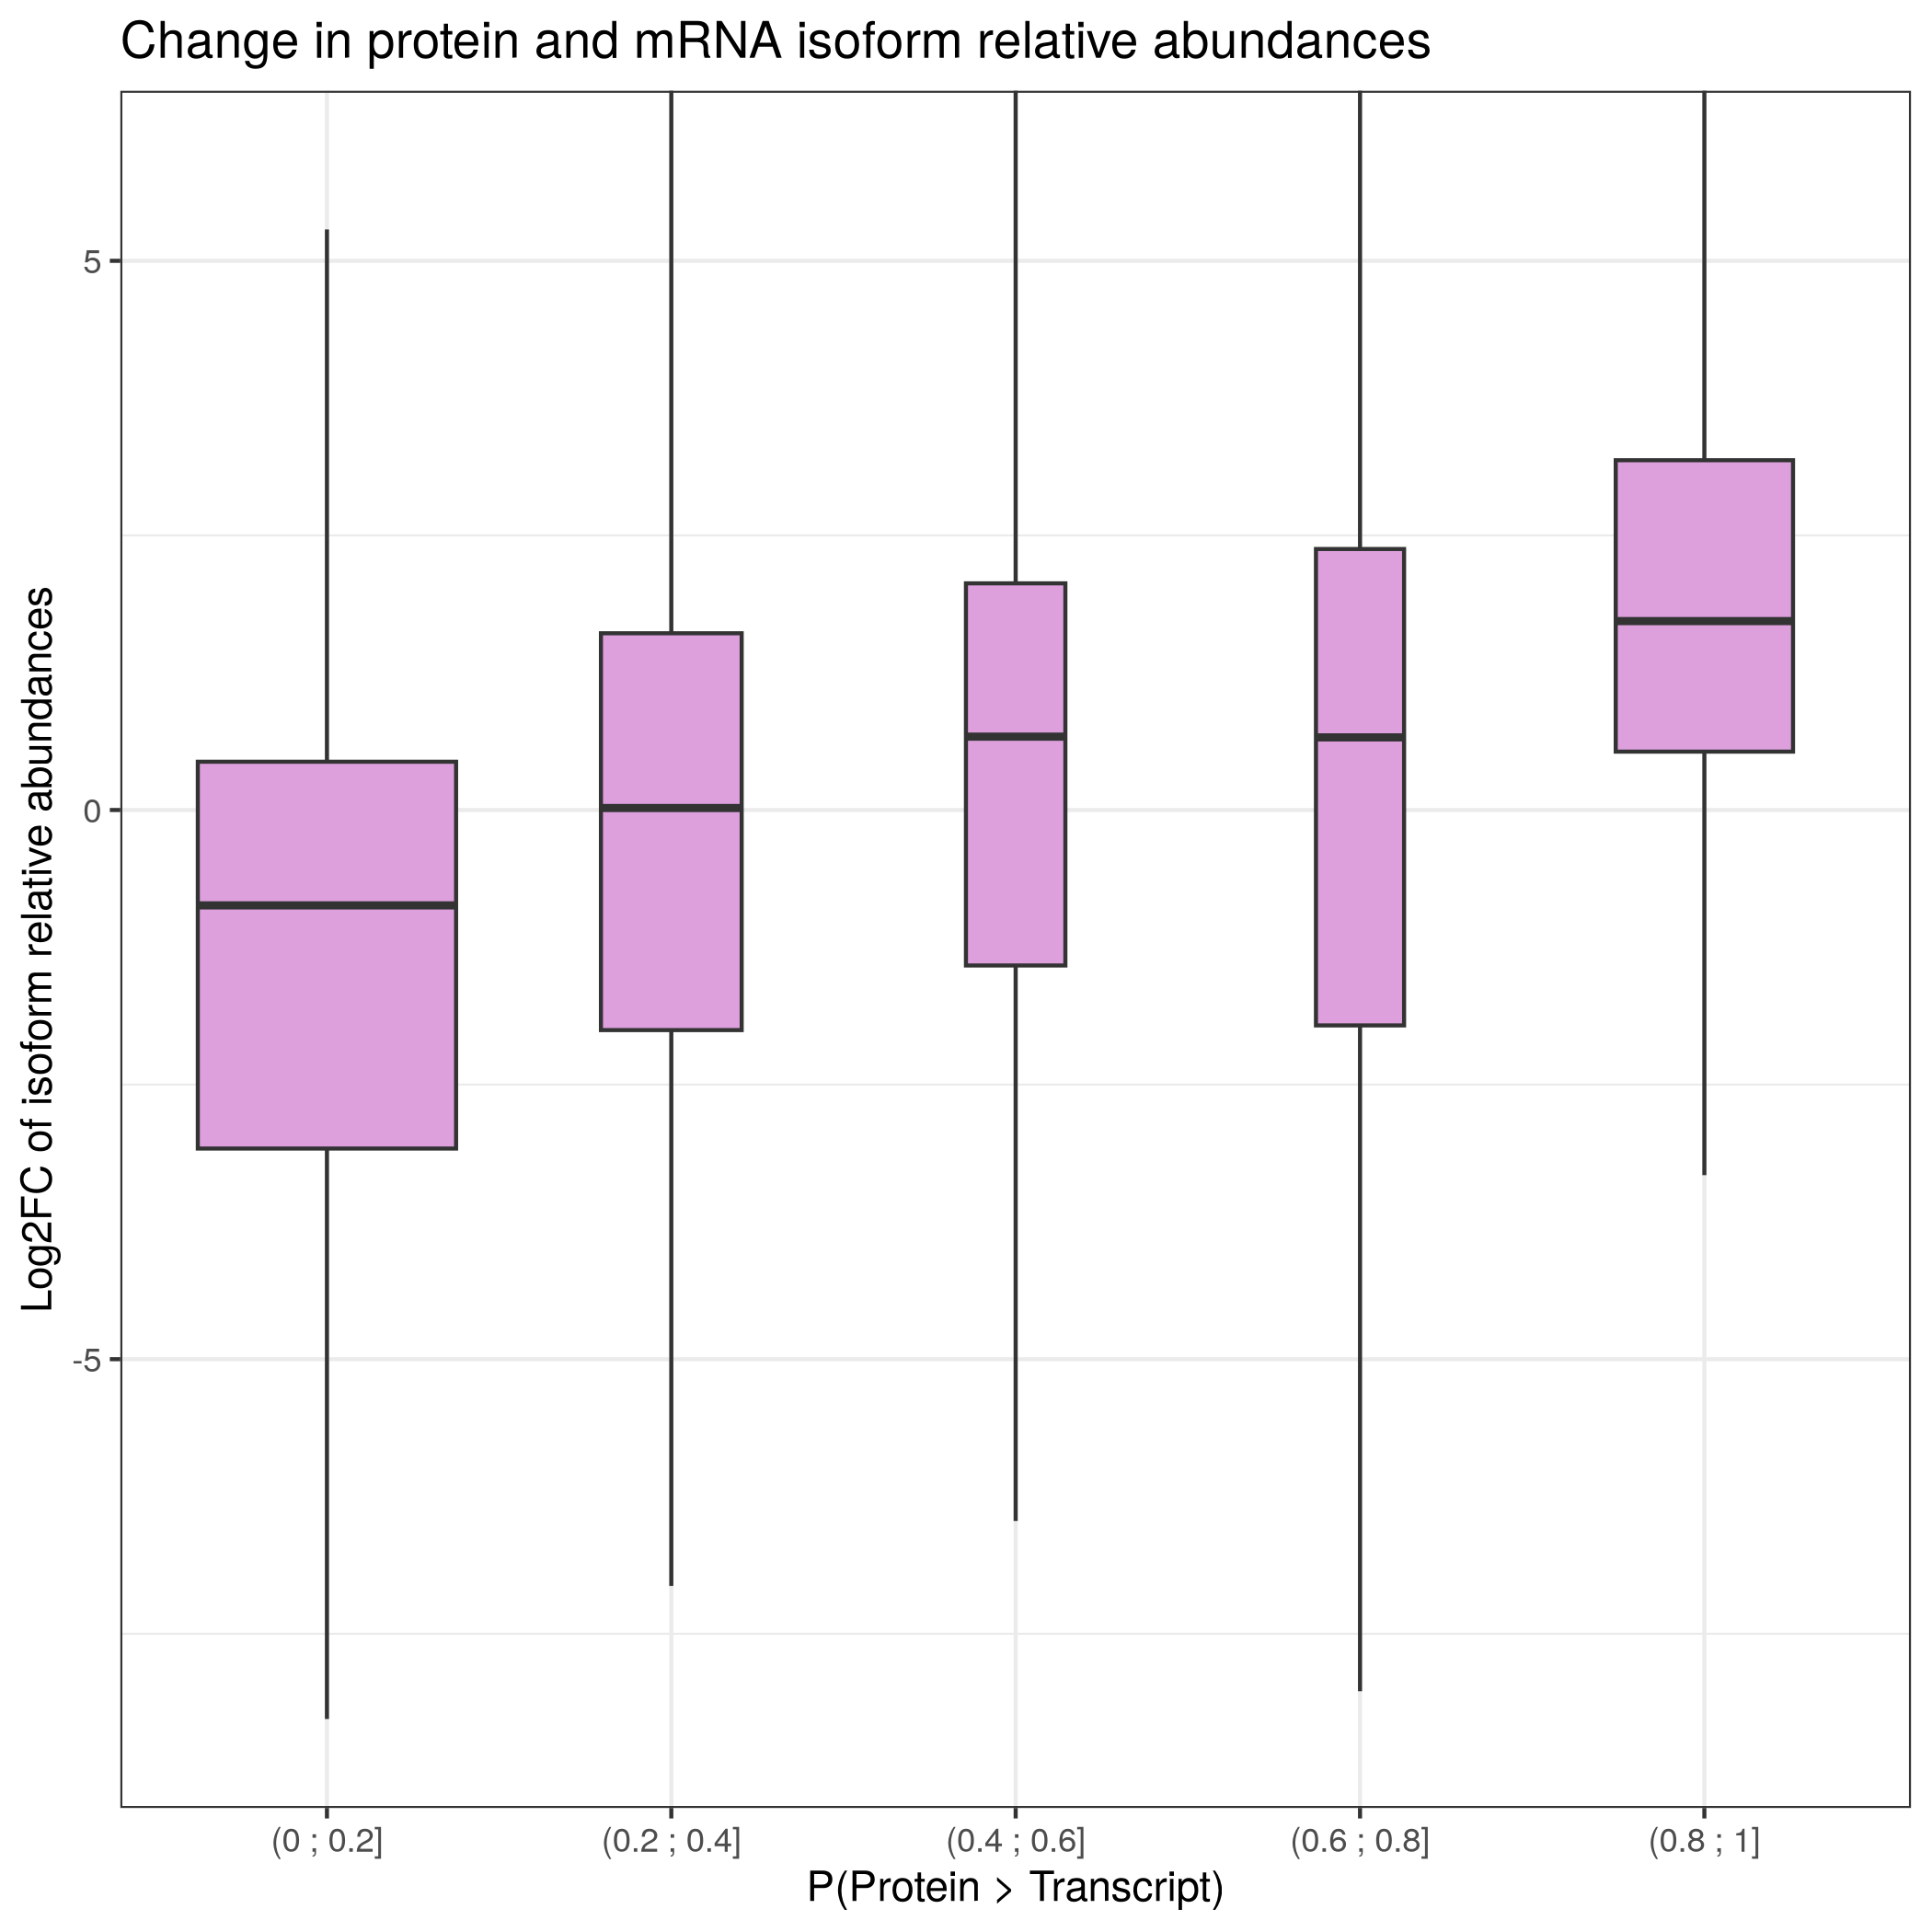 Change in protein and mRNA isoform relative abundances
Log2FC of isoform relative abundances
5
0
-5
(0 ; 0.2]
(0.2 ; 0.4]
(0.4 ; 0.6]
(0.6 ; 0.8]
(0.8 ; 1]
P(Protein > Transcript)